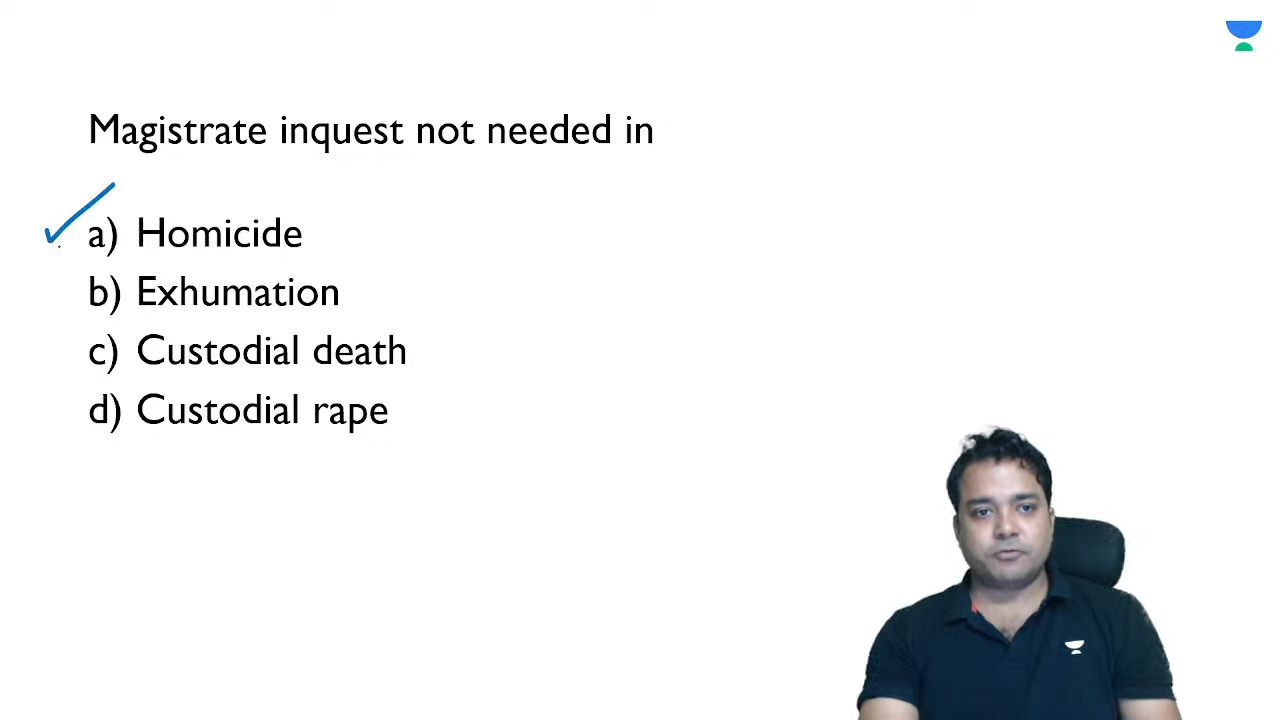 Magistrate inquest not needed in
a) Homicide
b) Exhumation
c) Custodial death
d) Custodial rape